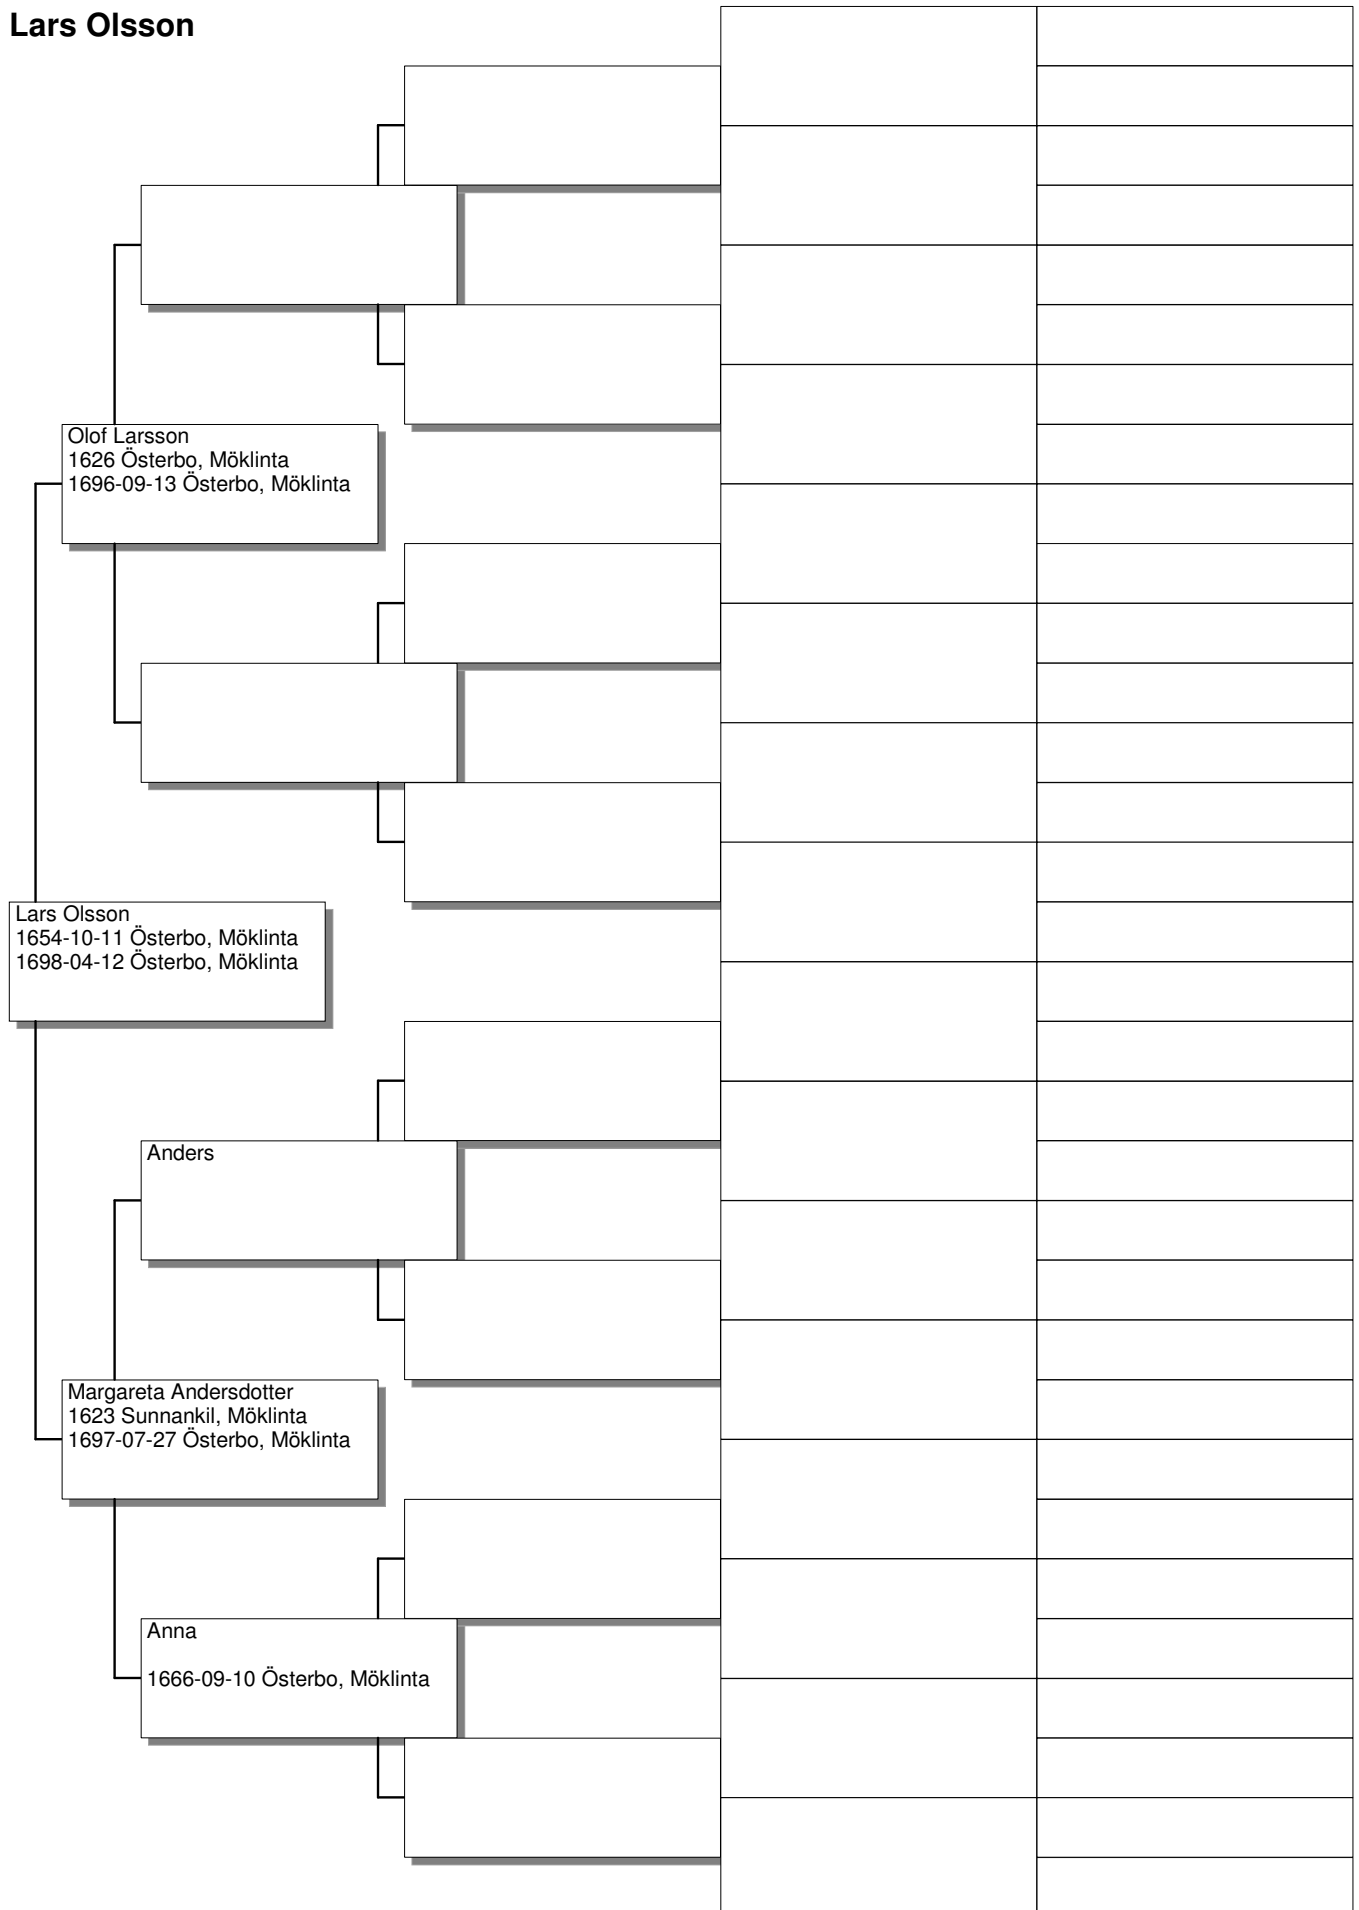 Lars Olsson
Olof Larsson
1626 Österbo, Möklinta
1696-09-13 Österbo, Möklinta
Lars Olsson
1654-10-11 Österbo, Möklinta
1698-04-12 Österbo, Möklinta
Anders
Margareta Andersdotter
1623 Sunnankil, Möklinta
1697-07-27 Österbo, Möklinta
Anna
1666-09-10 Österbo, Möklinta